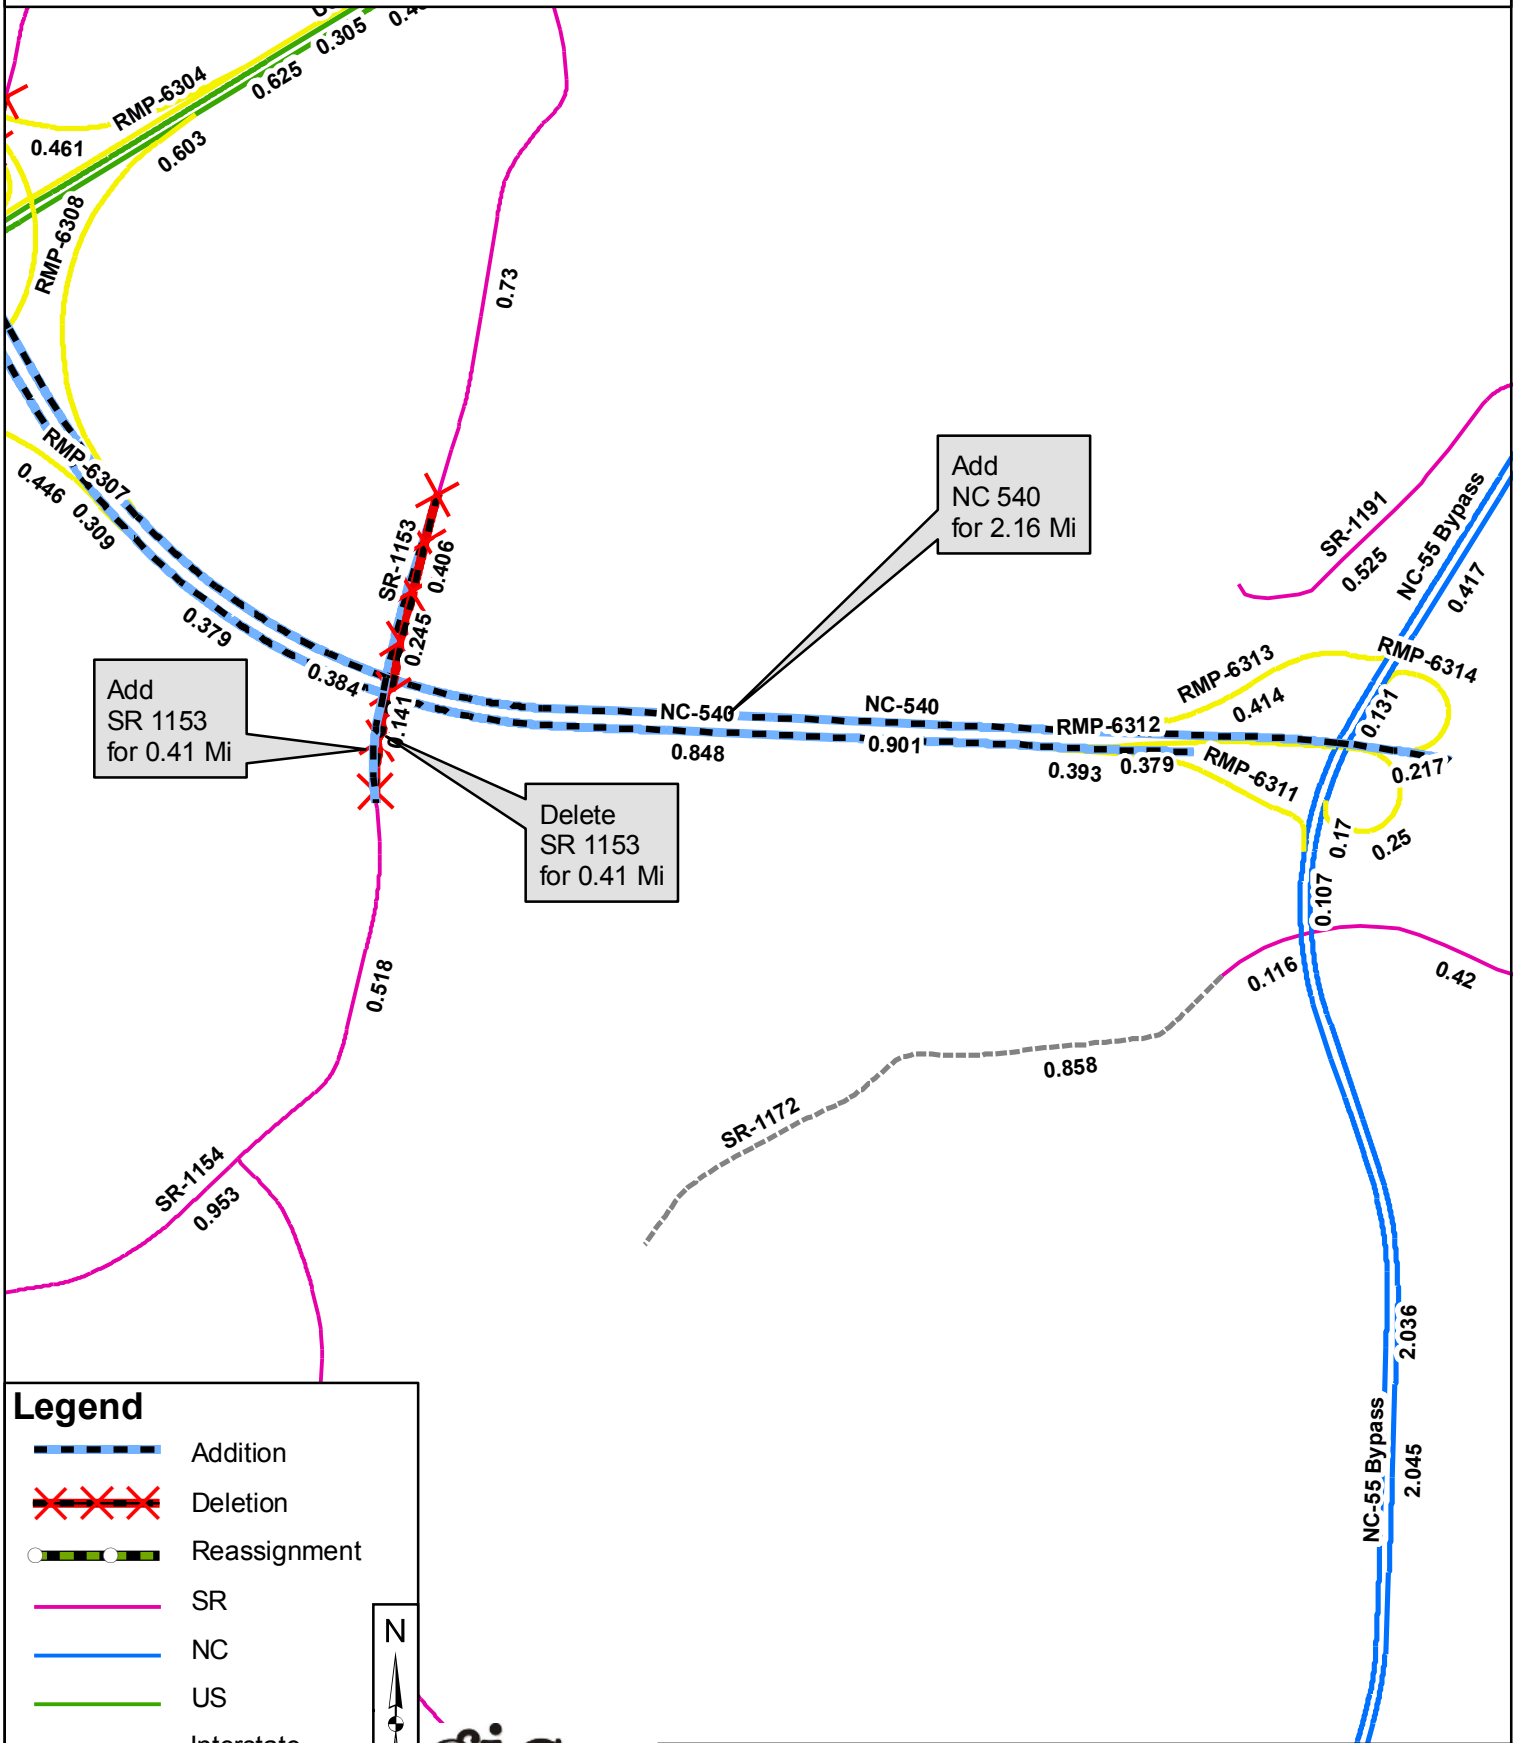 0.305
0.625
RMP-6304
0.461
0.603
RMP-6308
0.73
RMP-6307
0.446
0.309
SR-1153
0.406
0.245
0.379
0.384
0.141
Add
NC 540
for 2.16 Mi
SR-1191
0.525
NC-55 Bypass
0.417
Add
SR 1153
for 0.41 Mi
NC-540
NC-540
0.848
0.901
RMP-6312
RMP-6313
0.414
RMP-6314
0.131
0.393
0.379
RMP-6311
0.217
0.17
0.25
0.107
Delete
SR 1153
for 0.41 Mi
0.518
0.116
0.42
0.858
SR-1172
SR-1154
0.953
2.036
NC-55 Bypass
2.045
Legend
Addition
Deletion
Reassignment
SR
NC
US
Interstate
N